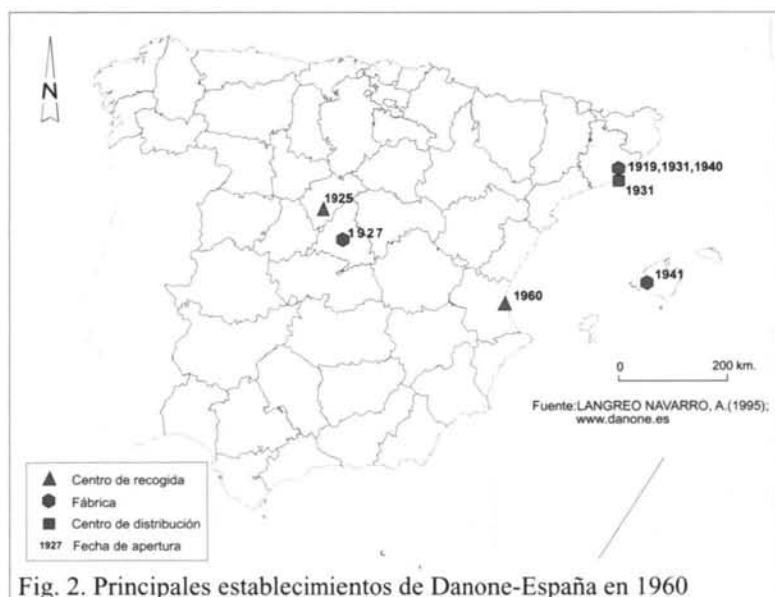 N
1919,1931,1940
1931
1925
1927
1941
1960
0 200 km.
Fuente:LANGREO NAVARRO, A.(1995);
www.danone.es
Centro de recogida
Fábrica
Centro de distribución
1927 Fecha de apertura
Fig. 2. Principales establecimientos de Danone-España en 1960